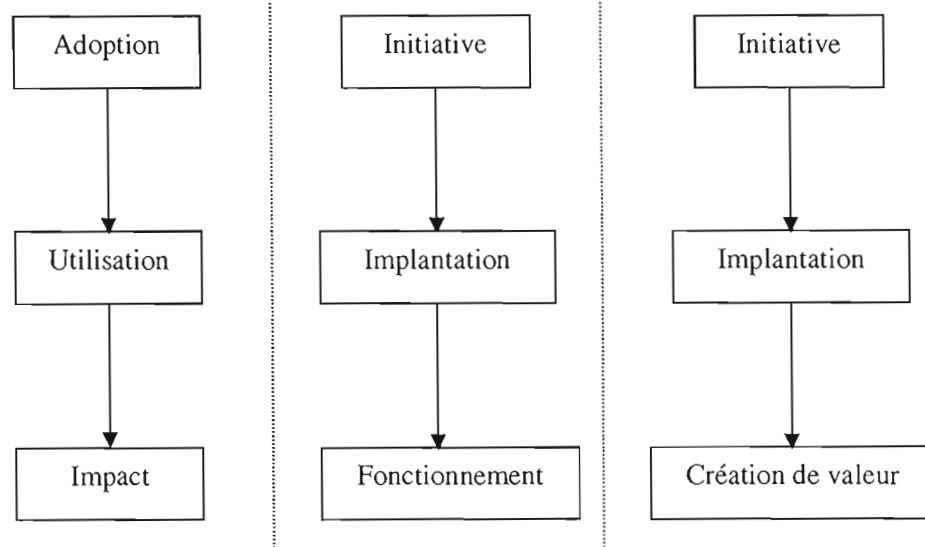 Adoption
Initiative
Initiative
Utilisation
Implantation
Implantation
Impact
Fonctionnement
Création de valeur